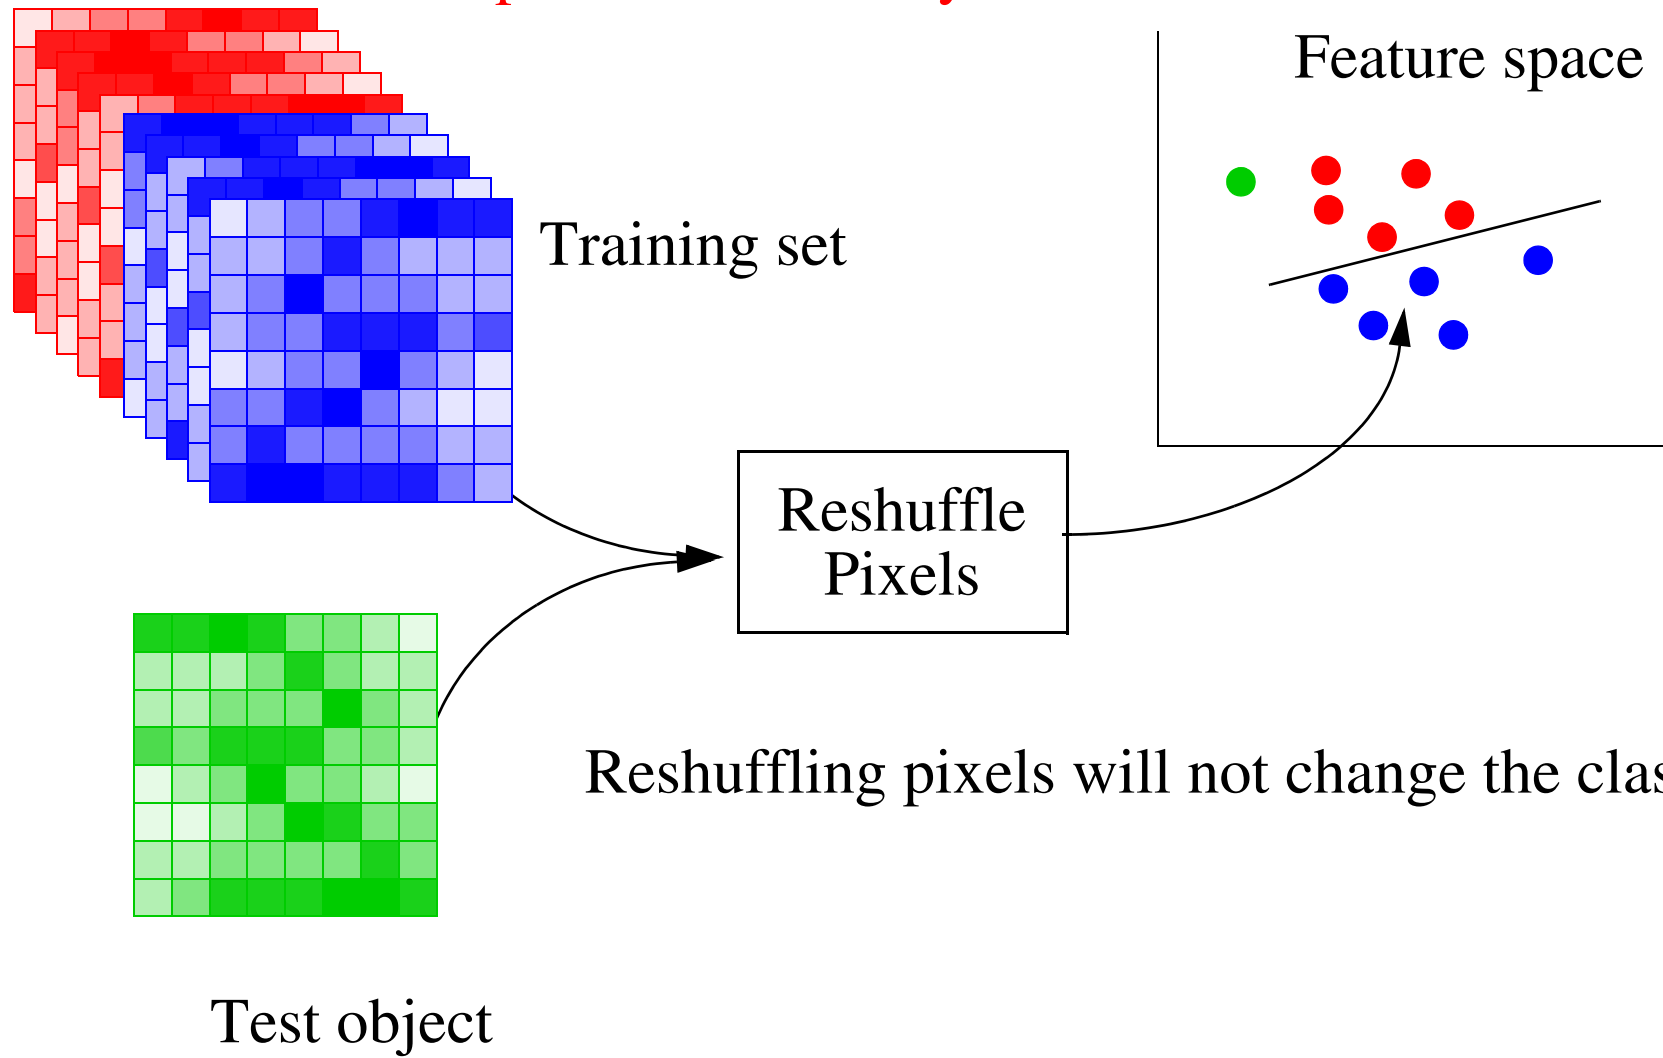 Feature space
Training set
Reshuffle
Pixels
Reshuffling pixels will not change the
Test object